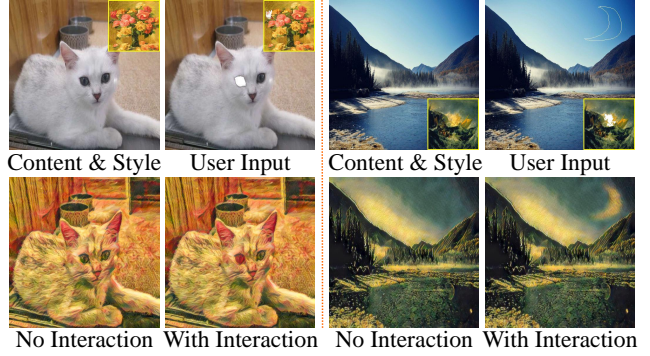 Content & Style User Input Content & Style User Input
No Interaction With Interaction No Interaction With Interaction